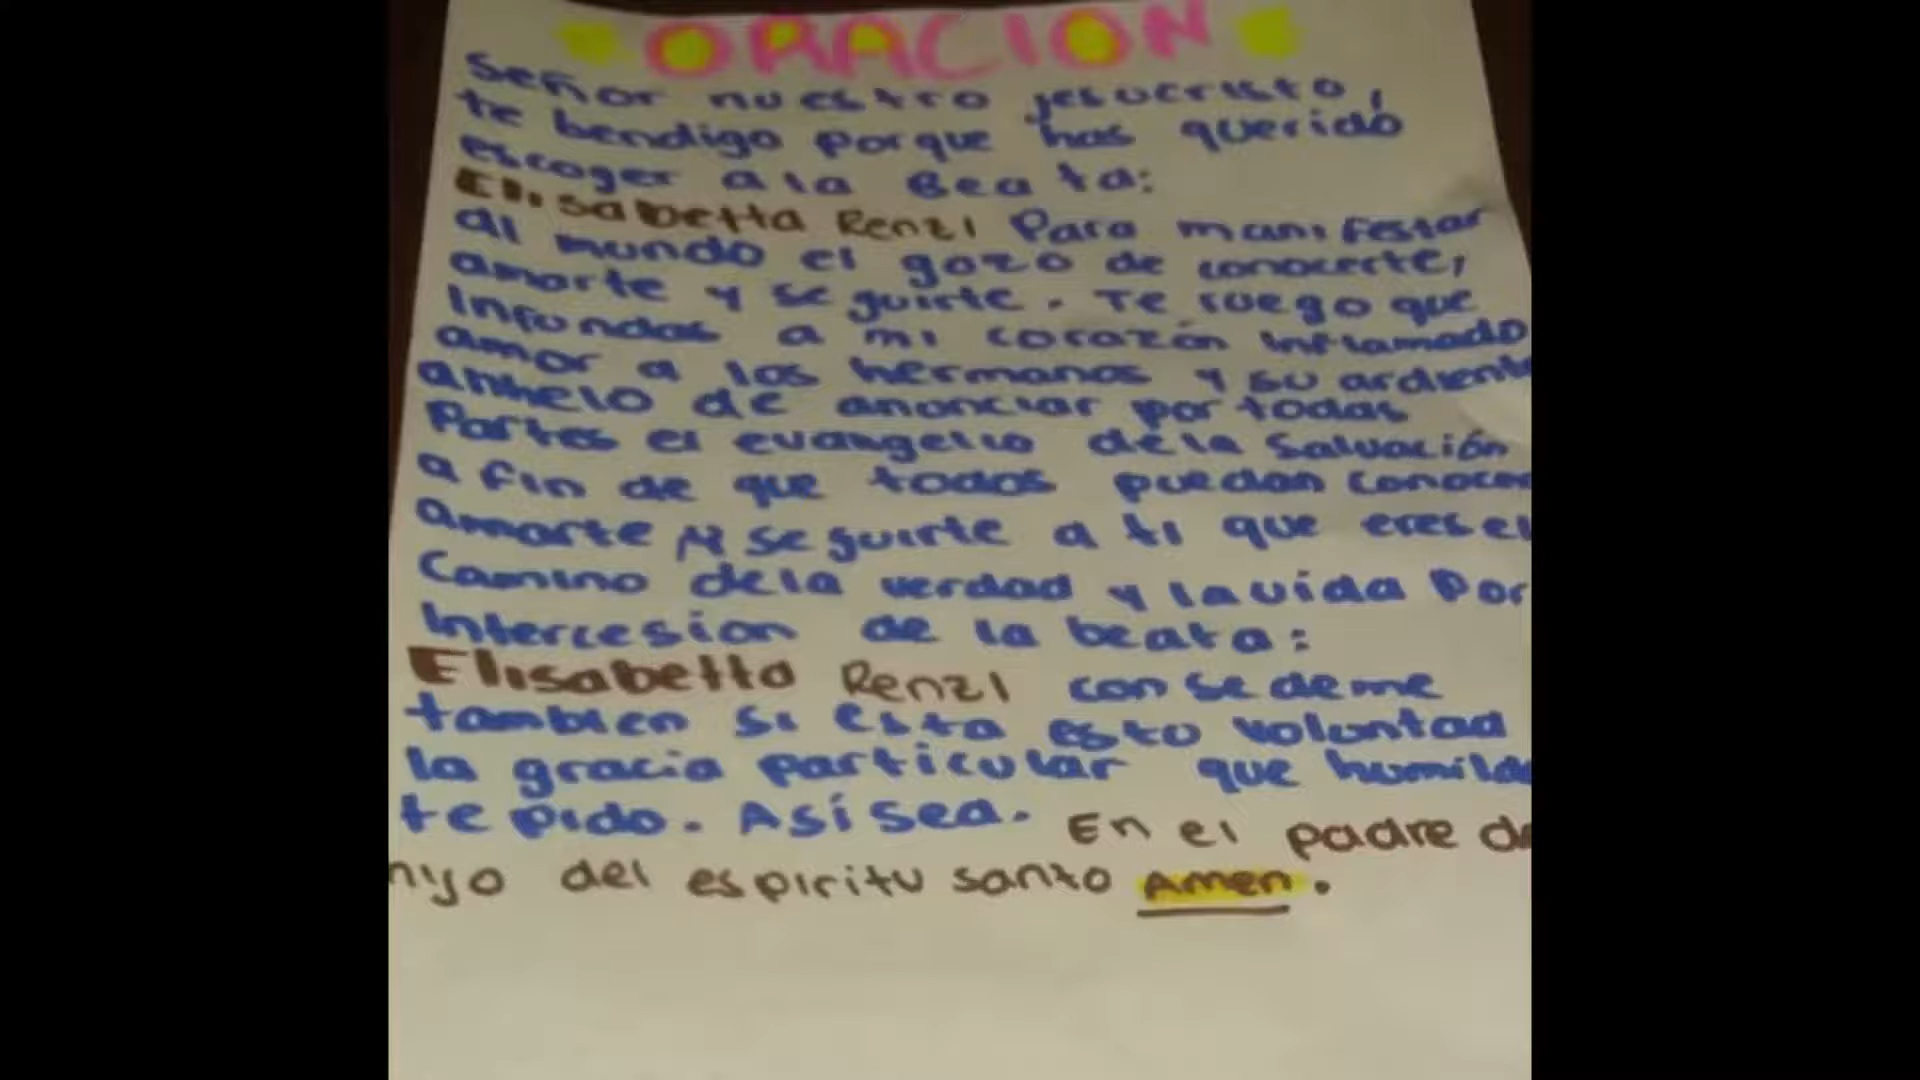 ORACION
Señor nuestro jesucristo,
te bendigo porque has querido
escoger a la Beata:
Elisabetta Renzi Para manifestar
al mundo el gozo de conocerte,
amarte y seguirte. Te ruego que
Infundas a mi corazón inflamado
amor a los hermanos y su ardiente
anhelo de anunciar por todas
Partes el evangelio dela Salvación
a fin de que todos puedan conocer
amarte y seguirte a ti que eres el
Camino dela verdad y la vida Por
Intercesion de la beata:
Elisabetta Renzi consedeme
tambien si esta esto voluntad
la gracia particular que humilde
te pido. Así sea. En el padre de
hijo del espiritu santo Amen.